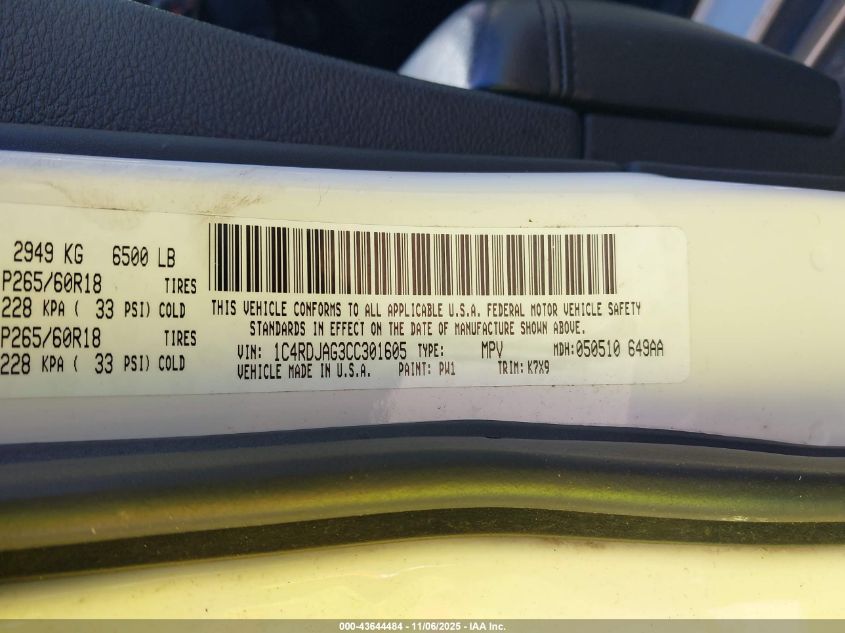 2949 KG 6500 LB
P265/60R18 TIRES
228 KPA ( 33 PSI) COLD
P265/60R18 TIRES
228 KPA ( 33 PSI) COLD
THIS VEHICLE CONFORMS TO ALL APPLICABLE U.S.A. FEDERAL MOTOR VEHICLE SAFETY
STANDARDS IN EFFECT ON THE DATE OF MANUFACTURE SHOWN ABOVE.
VIN: 1C4RDJAG3CC301605 TYPE: MPV MDH: 050510 649AA
VEHICLE MADE IN U.S.A. PAINT: PW1 TRIM: K7X9
000-43644484 - 11/06/2025 - IAA Inc.